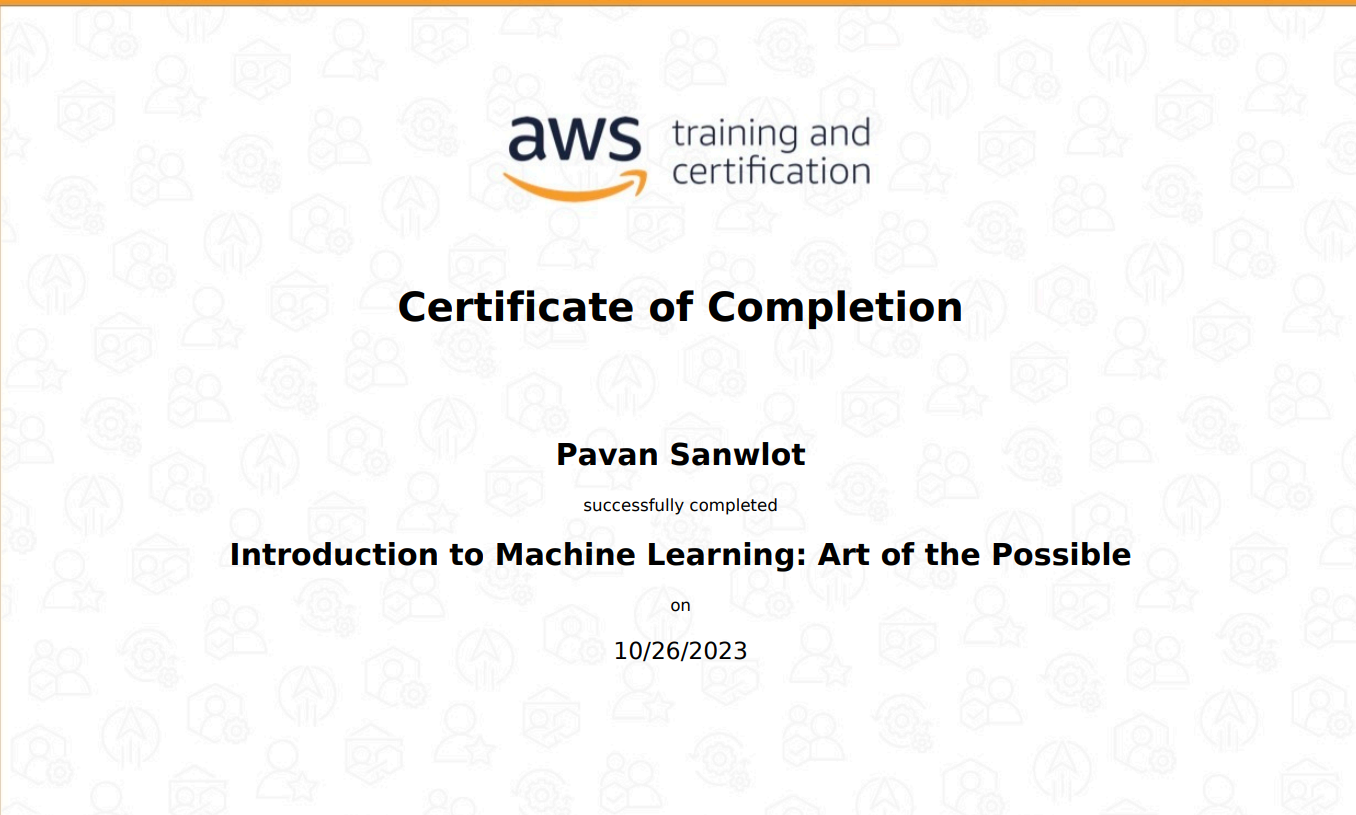 aws training and
certification
Certificate of Completion
Pavan Sanwlot
successfully completed
Introduction to Machine Learning: Art of the Possible
on
10/26/2023